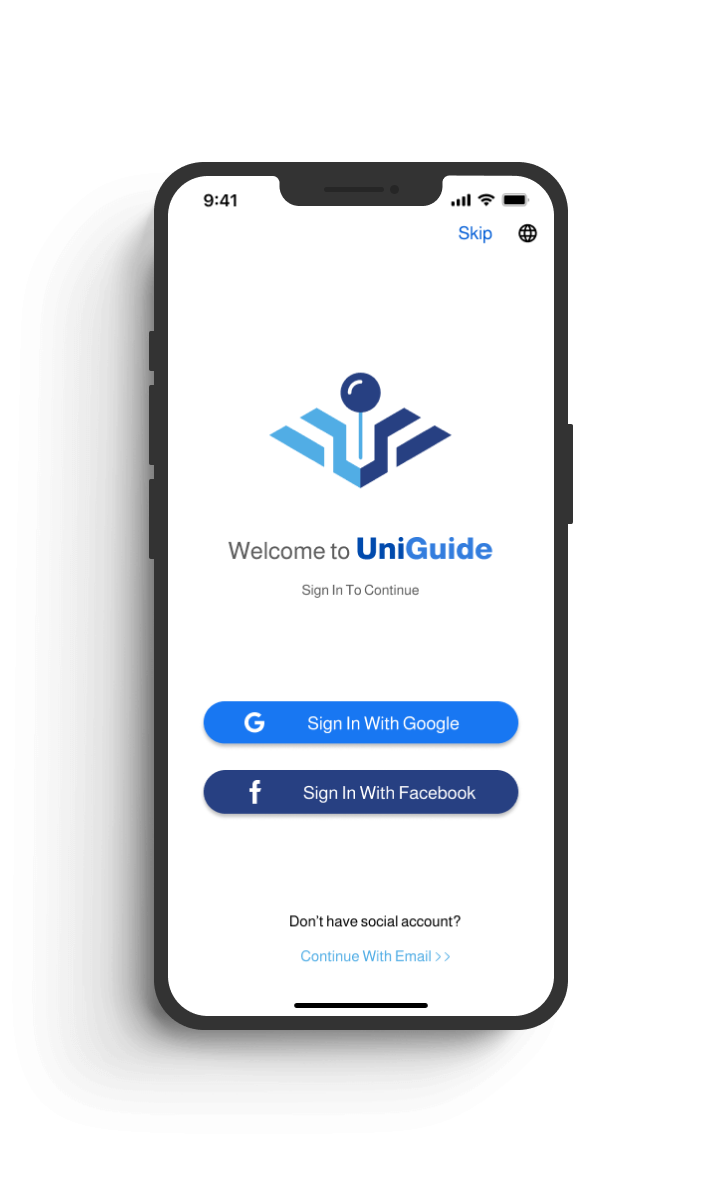 9:41
Skip
Welcome to UniGuide
Sign In To Continue
Sign In With Google
Sign In With Facebook
Don't have social account?
Continue With Email >>